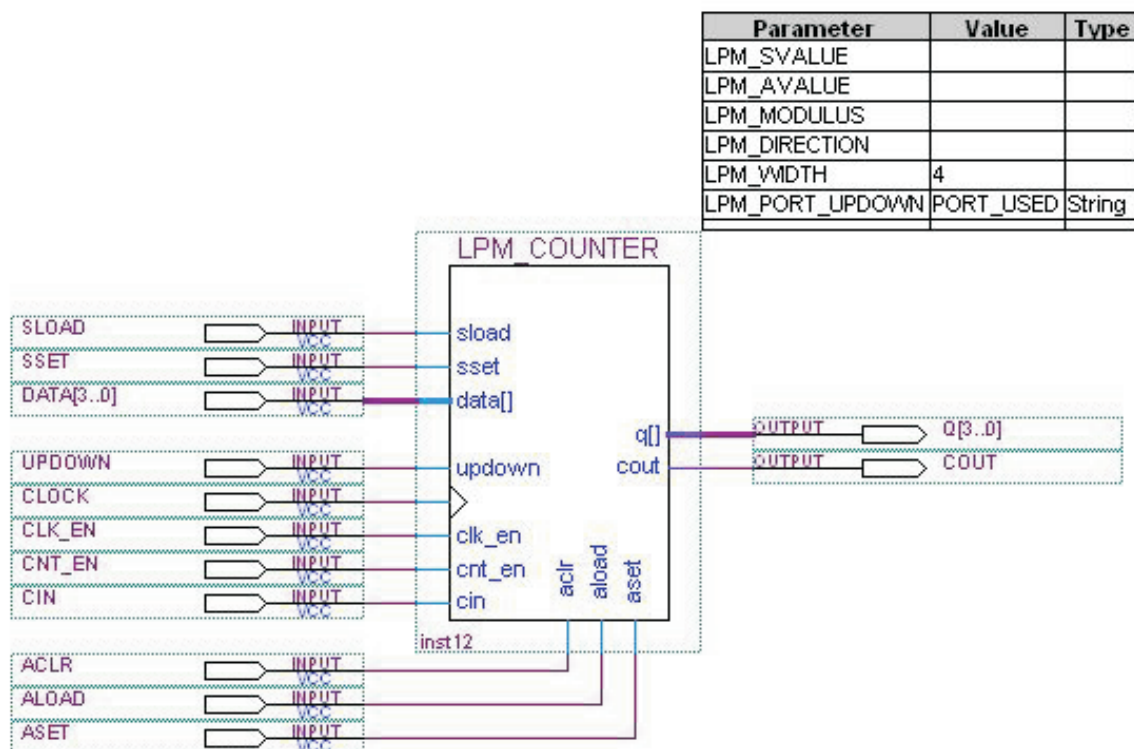 Parameter Value Type
LPM_SVALUE
LPM_AVALUE
LPM_MODULUS
LPM_DIRECTION
LPM_WIDTH 4
LPM_PORT_UPDOWN PORT_USED String
LPM_COUNTER
SLOAD INPUT VCC sload
SSET INPUT VCC sset
DATA[3..0] INPUT VCC data[]
q[] OUTPUT Q[3..0]
UPDOWN INPUT VCC updown cout OUTPUT COUT
CLOCK INPUT VCC
CLK_EN INPUT VCC clk_en
CNT_EN INPUT VCC cnt_en
CIN INPUT VCC cin
aclr aload aset
inst12
ACLR INPUT VCC
ALOAD INPUT VCC
ASET INPUT VCC